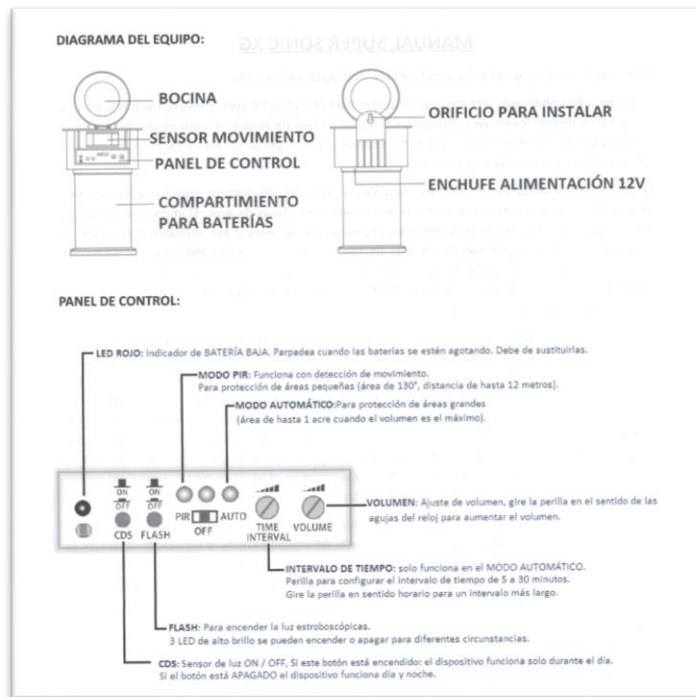 DIAGRAMA DEL EQUIPO:
MANUAL SUPER SONIC XG
BOCINA
SENSOR MOVIMIENTO
PANEL DE CONTROL
COMPARTIMIENTO
PARA BATERÍAS
ORIFICIO PARA INSTALAR
ENCHUFE ALIMENTACIÓN 12V
PANEL DE CONTROL:
LED ROJO: Indicador de BATERÍA BAJA. Parpadea cuando las baterías se estén agotando. Debe de sustituirlas.
MODO PIR: Funciona con detección de movimiento.
Para protección de áreas pequeñas (área de 130°, distancia de hasta 12 metros).
MODO AUTOMÁTICO:Para protección de áreas grandes
(área de hasta 1 acre cuando el volumen es el máximo).
ON ON
OFF OFF
PIR AUTO
OFF
CDS FLASH
TIME
INTERVAL
VOLUME
VOLUMEN: Ajuste de volumen, gire la perilla en el sentido de las
agujas del reloj para aumentar el volumen.
INTERVALO DE TIEMPO: solo funciona en el MODO AUTOMÁTICO.
Perilla para configurar el intervalo de tiempo de 5 a 30 minutos.
Gire la perilla en sentido horario para un intervalo más largo.
FLASH: Para encender la luz estroboscópicas.
3 LED de alto brillo se pueden encender o apagar para diferentes circunstancias.
CDS: Sensor de luz ON / OFF, Si este botón está encendido: el dispositivo funciona solo durante el día.
Si el botón está APAGADO el dispositivo funciona día y noche.